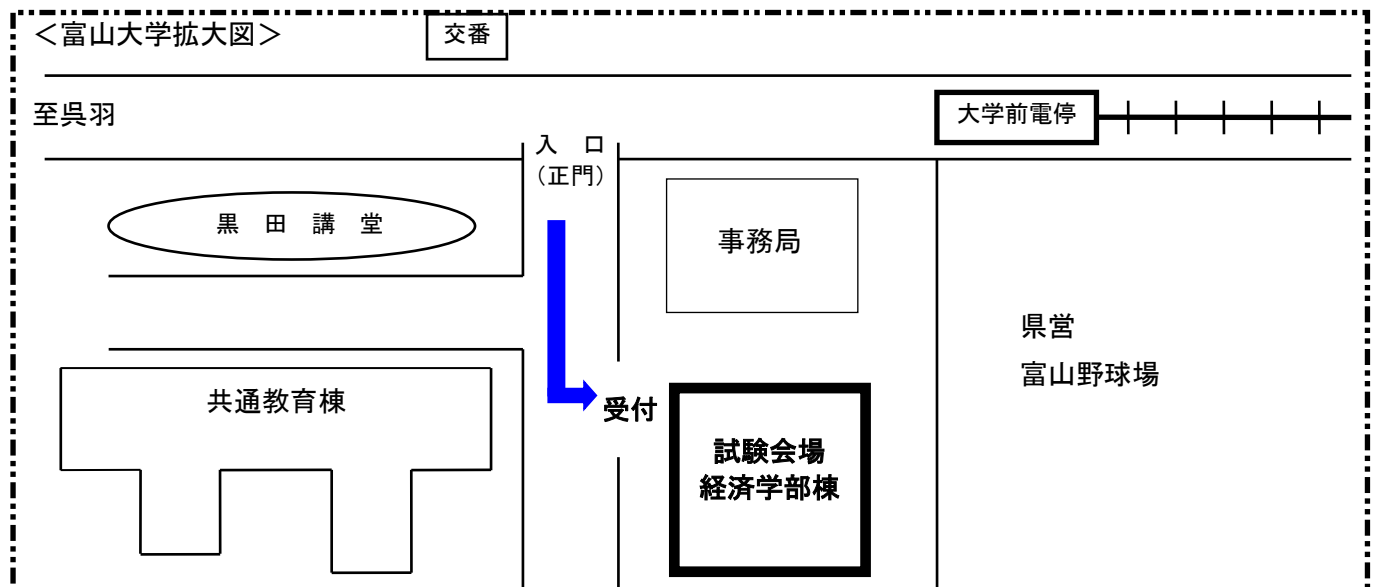 ＜富山大学拡大図＞
交番
至呉羽
大学前電停
入　口
（正門）
黒　田　講　堂
事務局
県営
富山野球場
共通教育棟
受付
試験会場
経済学部棟